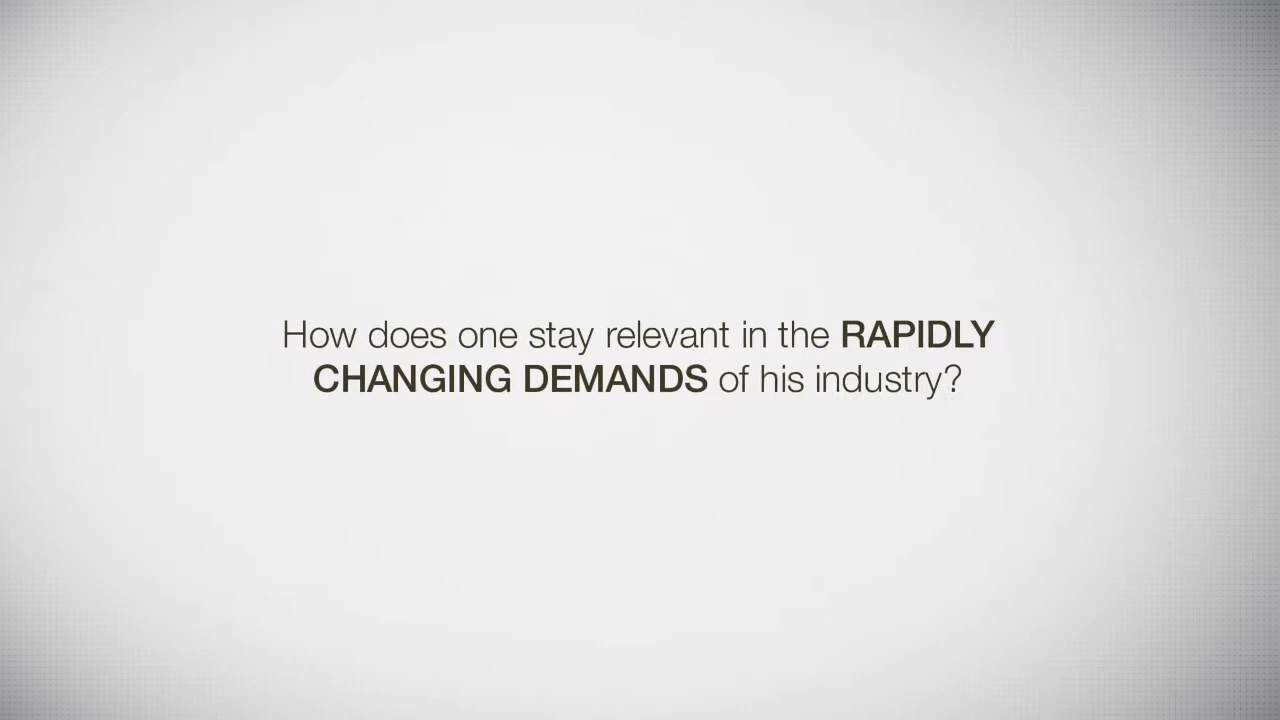 How does one stay relevant in the RAPIDLY
CHANGING DEMANDS of his industry?